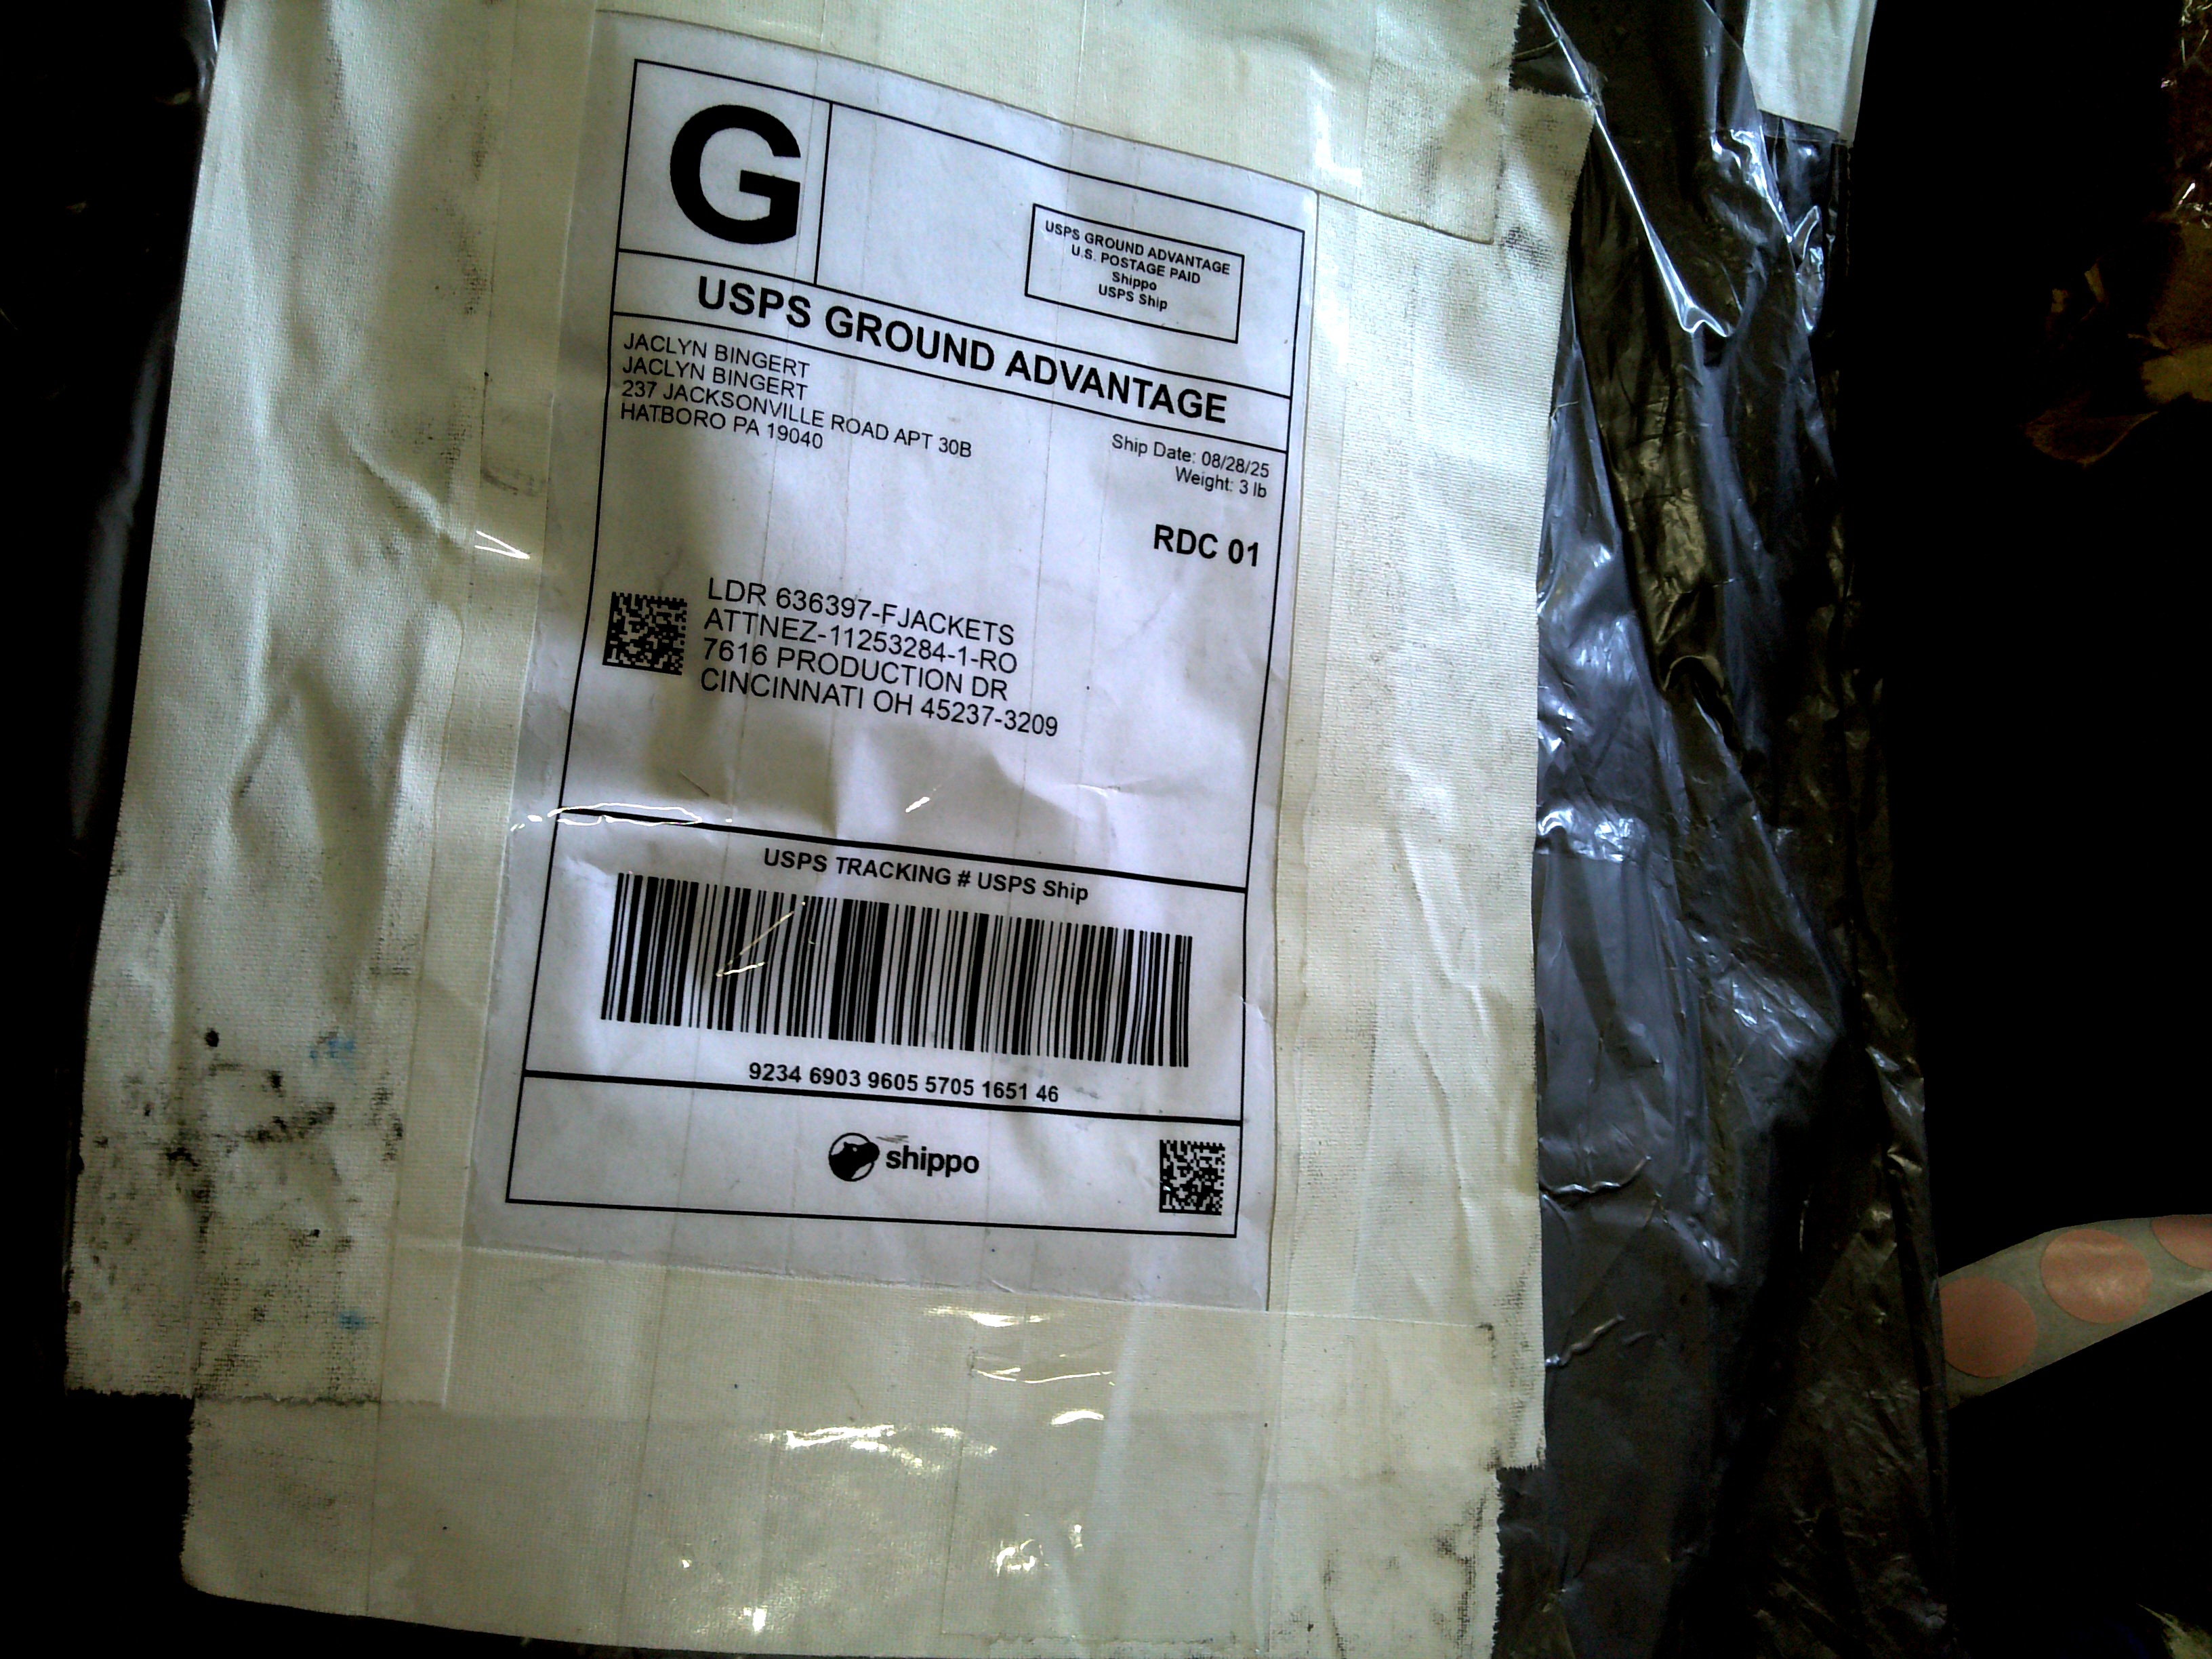 G
USPS GROUND ADVANTAGE
U.S. POSTAGE PAID
Shippo
USPS Ship
USPS GROUND ADVANTAGE
JACLYN BINGERT
JACLYN BINGERT
237 JACKSONVILLE ROAD APT 30B
HATBORO PA 19040
Ship Date: 08/28/25
Weight: 3 lb
RDC 01
LDR 636397-FJACKETS
ATTNEZ-11253284-1-RO
7616 PRODUCTION DR
CINCINNATI OH 45237-3209
USPS TRACKING # USPS Ship
9234 6903 9605 5705 1651 46
shippo